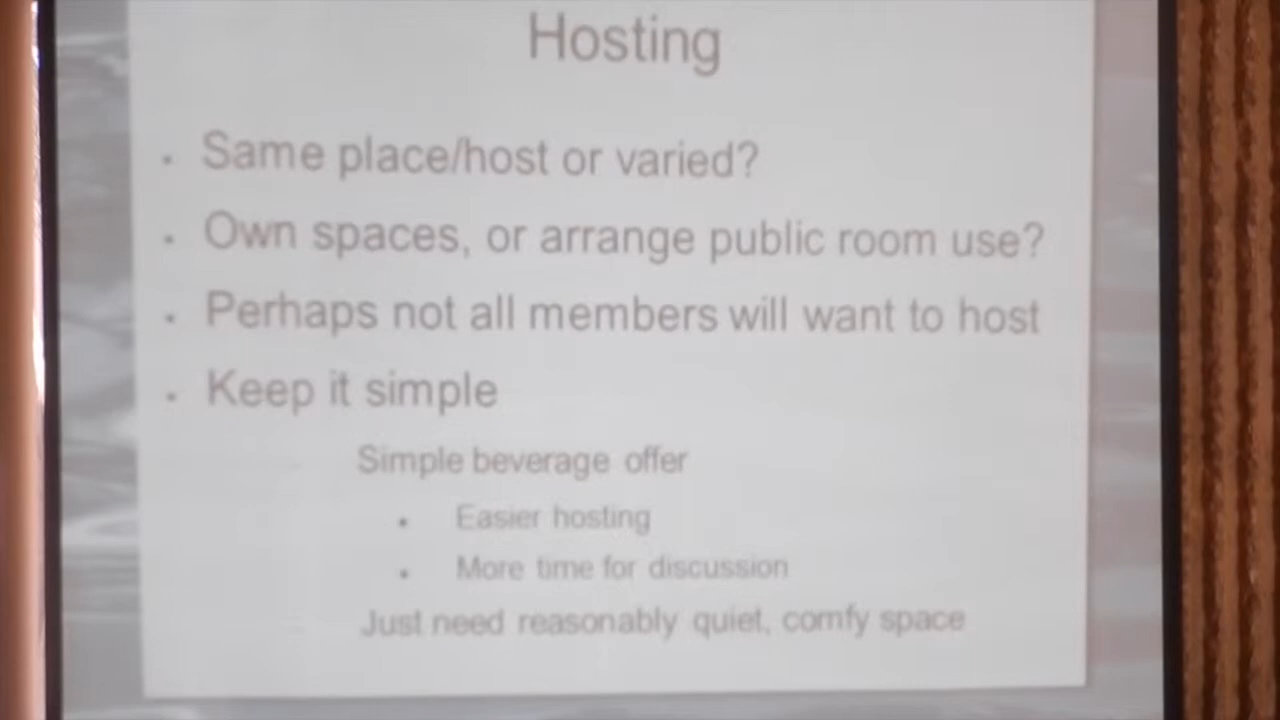 Hosting
• Same place/host or varied?
• Own spaces, or arrange public room use?
• Perhaps not all members will want to host
• Keep it simple
Simple beverage offer
• Easier hosting
• More time for discussion
Just need reasonably quiet, comfy space